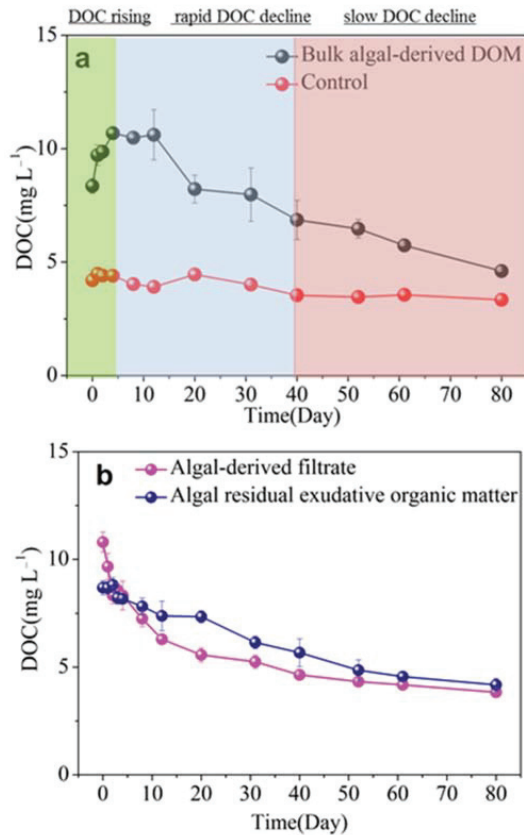 DOC rising rapid DOC decline slow DOC decline
15
a
Bulk algal-derived DOM
Control
10
DOC(mg L⁻¹)
5
0
0 10 20 30 40 50 60 70 80
Time(Day)
15
b
Algal-derived filtrate
Algal residual exudative organic matter
10
DOC(mg L⁻¹)
5
0
0 10 20 30 40 50 60 70 80
Time(Day)